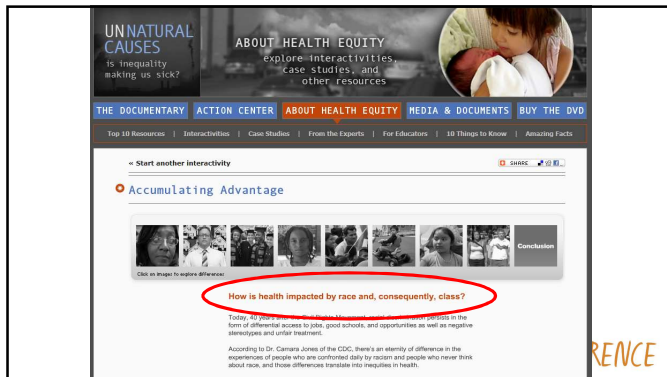 UNNATURAL
CAUSES
is inequality
making us sick?
ABOUT HEALTH EQUITY
explore interactivities,
case studies, and
other resources
THE DOCUMENTARY ACTION CENTER ABOUT HEALTH EQUITY MEDIA & DOCUMENTS BUY THE DVD
Top 10 Resources | Interactivities | Case Studies | From the Experts | For Educators | 10 Things to Know | Amazing Facts
« Start another interactivity
SHARE
Accumulating Advantage
Conclusion
Click on images to explore differences
How is health impacted by race and, consequently, class?
Today, 40 years after the Civil Rights Movement, racial discrimination persists in the
form of differential access to jobs, good schools, and opportunities as well as negative
stereotypes and unfair treatment.
According to Dr. Camara Jones of the CDC, there's an eternity of difference in the
experiences of people who are confronted daily by racism and people who never think
about race, and those differences translate into inequities in health.
RENCE